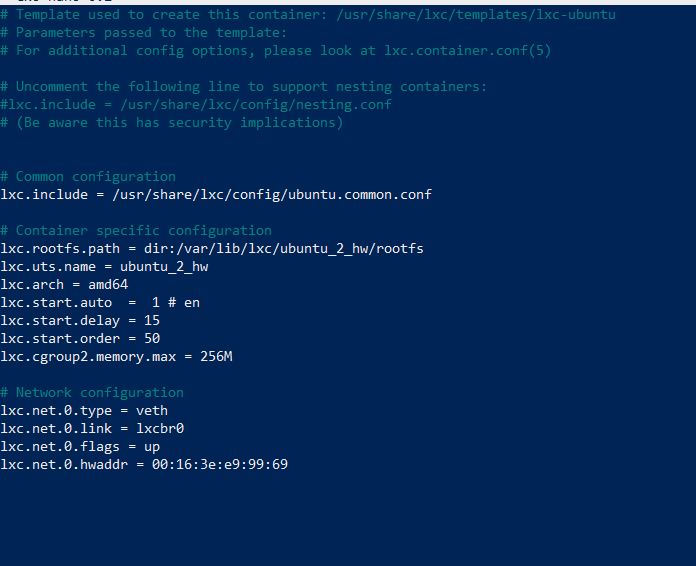 # Template used to create this container: /usr/share/lxc/templates/lxc-ubuntu
# Parameters passed to the template:
# For additional config options, please look at lxc.container.conf(5)
# Uncomment the following line to support nesting containers:
#lxc.include = /usr/share/lxc/config/nesting.conf
# (Be aware this has security implications)
# Common configuration
lxc.include = /usr/share/lxc/config/ubuntu.common.conf
# Container specific configuration
lxc.rootfs.path = dir:/var/lib/lxc/ubuntu_2_hw/rootfs
lxc.uts.name = ubuntu_2_hw
lxc.arch = amd64
lxc.start.auto  =  1 # en
lxc.start.delay = 15
lxc.start.order = 50
lxc.cgroup2.memory.max = 256M
# Network configuration
lxc.net.0.type = veth
lxc.net.0.link = lxcbr0
lxc.net.0.flags = up
lxc.net.0.hwaddr = 00:16:3e:e9:99:69